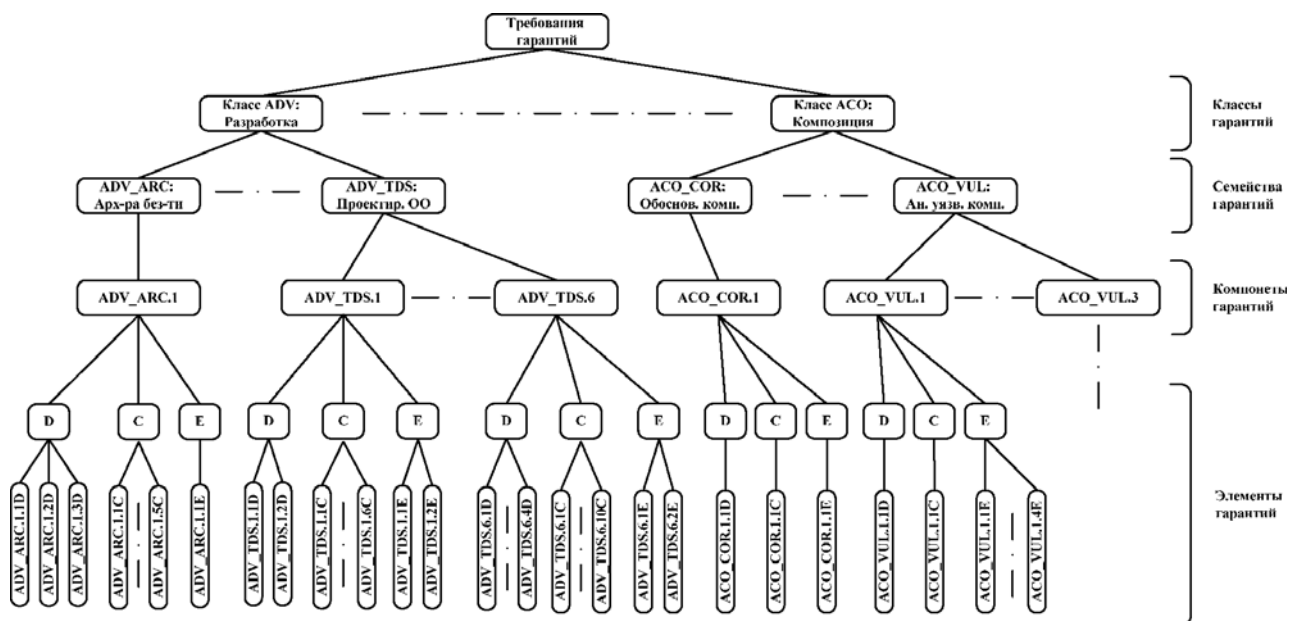 Требования
гарантий
Класс ADV:
Разработка
Класс ACO:
Композиция
Классы
гарантий
ADV_ARC:
Арх-ра без-ти
ADV_TDS:
Проектир. ОО
ACO_COR:
Обоснов. комп.
ACO_VUL:
Ан. уязв. комп.
Семейства
гарантий
ADV_ARC.1
ADV_TDS.1
ADV_TDS.6
ACO_COR.1
ACO_VUL.1
ACO_VUL.3
Компонеты
гарантий
D
C
E
D
C
E
D
C
E
D
C
E
D
C
E
ADV_ARC.1.1D
ADV_ARC.1.2D
ADV_ARC.1.3D
ADV_ARC.1.1C
ADV_ARC.1.5C
ADV_ARC.1.1E
ADV_TDS.1.1D
ADV_TDS.1.2D
ADV_TDS.1.1C
ADV_TDS.1.6C
ADV_TDS.1.1E
ADV_TDS.1.2E
ADV_TDS.6.1D
ADV_TDS.6.4D
ADV_TDS.6.1C
ADV_TDS.6.10C
ADV_TDS.6.1E
ADV_TDS.6.2E
ACO_COR.1.1D
ACO_COR.1.1C
ACO_COR.1.1E
ACO_VUL.1.1D
ACO_VUL.1.1C
ACO_VUL.1.1E
ACO_VUL.1.4E
Элементы
гарантий